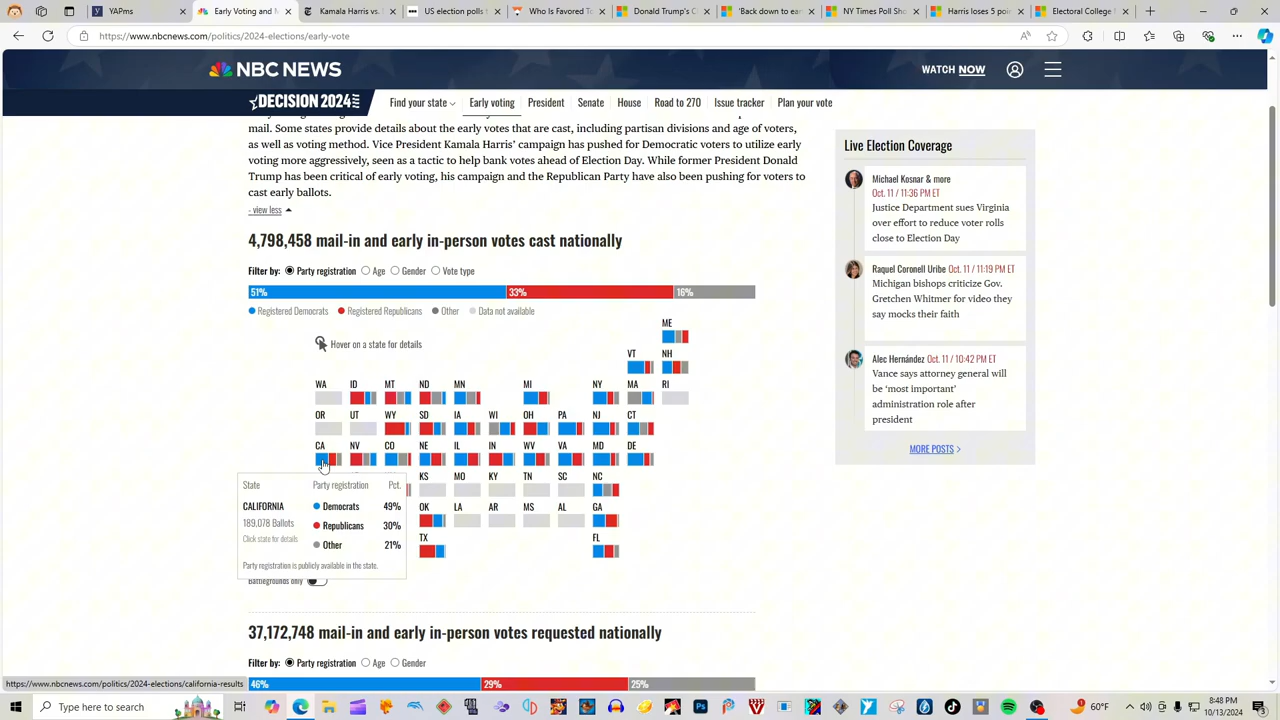 YAPms
Early Voting in the 2024 Ele
Donald Trump's Cam
NY Times Poll S
Harris loses 5 poin
Electoral College
https://www.nbcnews.com/politics/2024-elections/early-vote
NBC NEWS
WATCH NOW
DECISION 2024
Find your state
Early voting
President
Senate
House
Road to 270
Issue tracker
Plan your vote
mail. Some states provide details about the early votes that are cast, including partisan divisions and age of voters,
as well as voting method. Vice President Kamala Harris' campaign has pushed for Democratic voters to utilize early
voting more aggressively, seen as a tactic to help bank votes ahead of Election Day. While former President Donald
Trump has been critical of early voting, his campaign and the Republican Party have also been pushing for voters to
cast early ballots.
- view less
4,798,458 mail-in and early in-person votes cast nationally
Filter by: Party registration Age Gender Vote type
51% 33% 16%
Registered Democrats Registered Republicans Other Data not available
Hover on a state for details
ME
VT NH
WA ID MT ND MN MI NY MA RI
OR UT WY SD IA WI OH PA NJ CT
CA NV CO NE IL IN WV VA MD DE
KS MO KY TN SC NC
OK LA AR MS AL GA
TX FL
State Party registration Pct.
CALIFORNIA Democrats 49%
189,078 Ballots Republicans 30%
Click state for details
Other 21%
Party registration is publicly available in the state.
Battlegrounds only
37,172,748 mail-in and early in-person votes requested nationally
Filter by: Party registration Age Gender
46% 29% 25%
Live Election Coverage
Michael Kosnar & more
Oct. 11 / 11:36 PM ET
Justice Department sues Virginia
over effort to reduce voter rolls
close to Election Day
Raquel Coronell Uribe Oct. 11 / 11:19 PM ET
Michigan bishops criticize Gov.
Gretchen Whitmer for video they
say mocks their faith
Alec Hernández Oct. 11 / 10:42 PM ET
Vance says attorney general will
be 'most important'
administration role after
president
MORE POSTS
https://www.nbcnews.com/politics/2024-elections/california-results
Type here to search
60°F
8:48 PM
10/13/2024